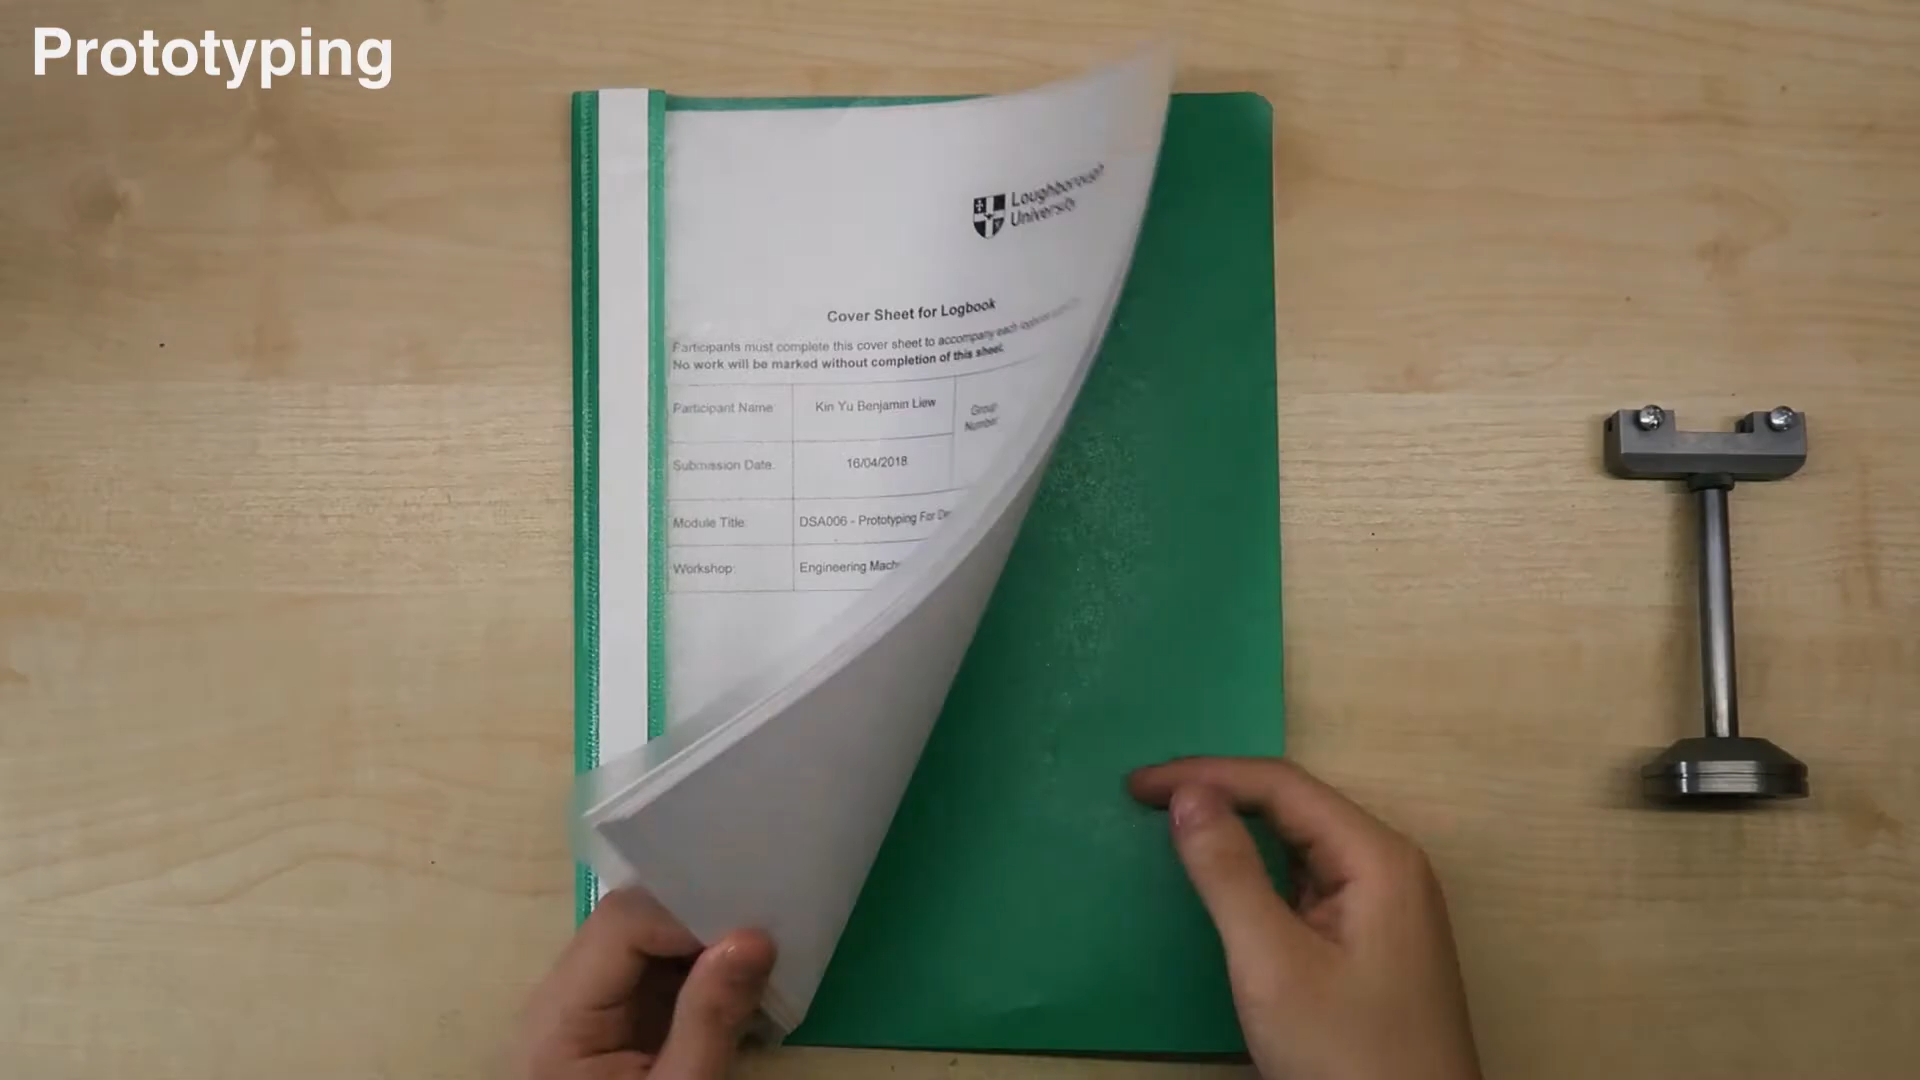 Prototyping
Loughborough
University
Cover Sheet for Logbook
Participants must complete this cover sheet to accompany each logbook
No work will be marked without completion of this sheet.
Participant Name: Kin Yu Benjamin Liew Group Number:
Submission Date: 16/04/2018
Module Title: DSA006 - Prototyping For
Workshop: Engineering